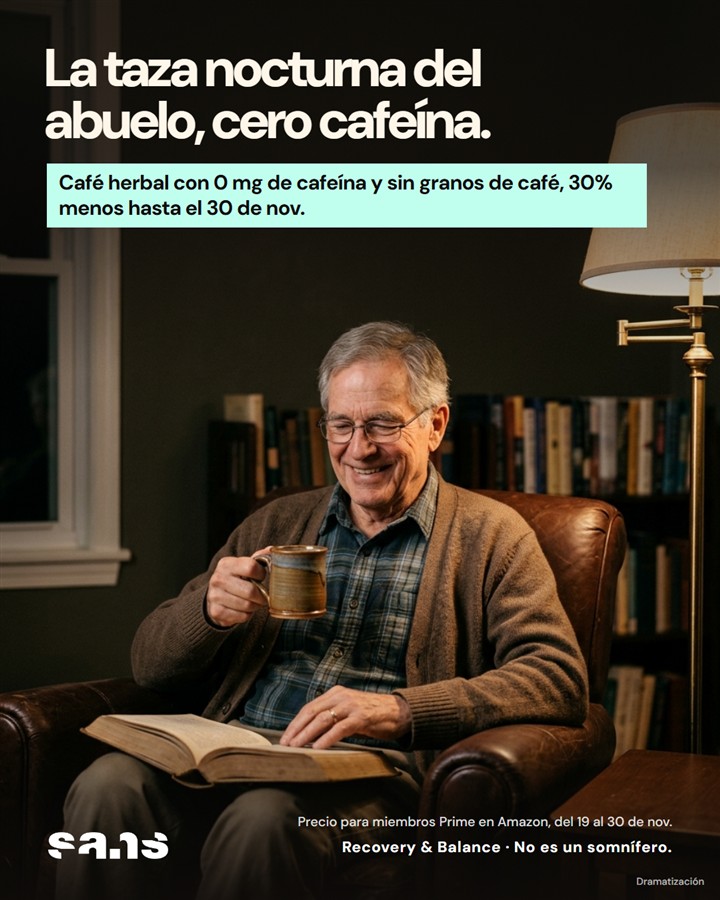 La taza nocturna del
abuelo, cero cafeína.
Café herbal con 0 mg de cafeína y sin granos de café, 30%
menos hasta el 30 de nov.
Precio para miembros Prime en Amazon, del 19 al 30 de nov.
sans
Recovery & Balance · No es un somnífero.
Dramatización